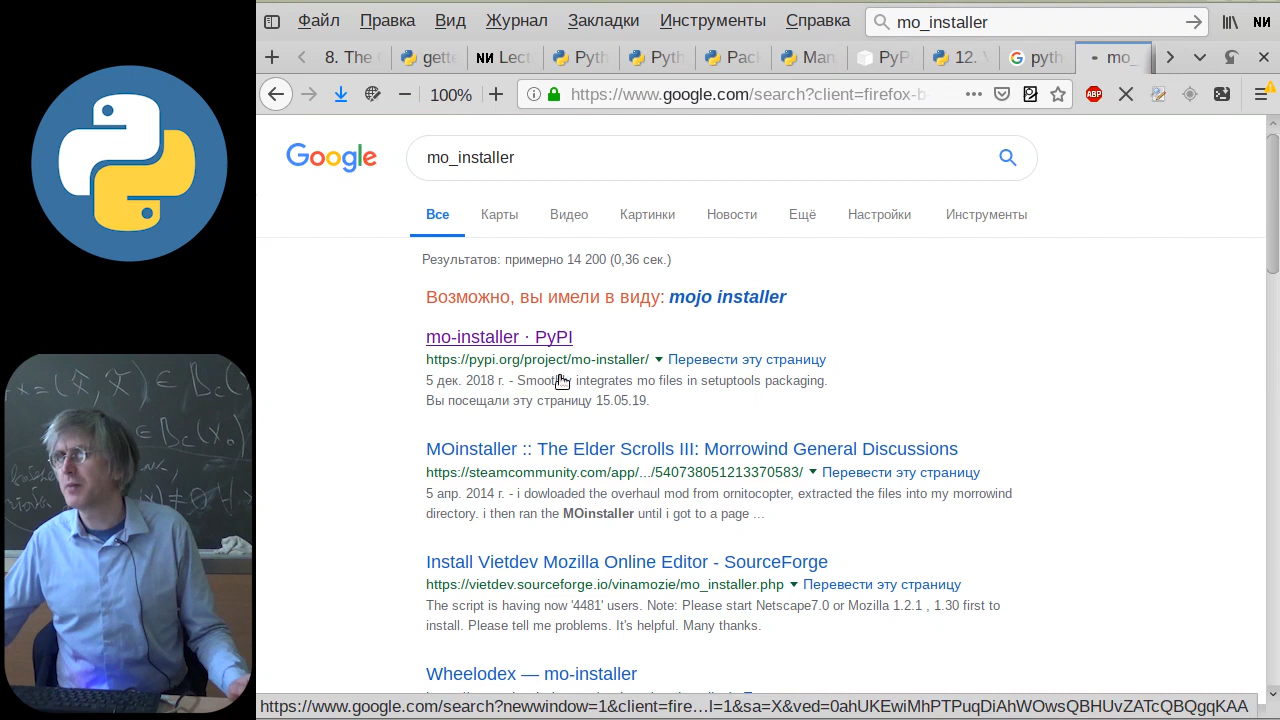 Файл Правка Вид Журнал Закладки Инструменты Справка mo_installer
8. The gette Lect Pyth Pyt Pack Man PyP 12. pyth mo_
100% https://www.google.com/search?client=firefox-b ABP
Google mo_installer
Все Карты Видео Картинки Новости Ещё Настройки Инструменты
Результатов: примерно 14 200 (0,36 сек.)
Возможно, вы имели в виду: mojo installer
mo-installer · PyPI
https://pypi.org/project/mo-installer/ Перевести эту страницу
5 дек. 2018 г. - integrates mo files in setuptools packaging.
Вы посещали эту страницу 15.05.19.
MOinstaller :: The Elder Scrolls III: Morrowind General Discussions
https://steamcommunity.com/app/.../540738051213370583/ Перевести эту страницу
5 апр. 2014 г. - i dowloaded the overhaul mod from ornitocopter, extracted the files into my morrowind
directory. i then ran the MOinstaller until i got to a page ...
Install Vietdev Mozilla Online Editor - SourceForge
https://vietdev.sourceforge.io/vinamozie/mo_installer.php Перевести эту страницу
The script is having now '4481' users. Note: Please start Netscape7.0 or Mozilla 1.2.1 , 1.30 first to
install. Please tell me problems. It's helpful. Many thanks.
Wheelodex — mo-installer
https://www.google.com/search?newwindow=1&client=fire…l=1&sa=X&ved=0ahUKEwiMhPTPuqDiAhWOwsQBHUvZATcQBQgqKAA